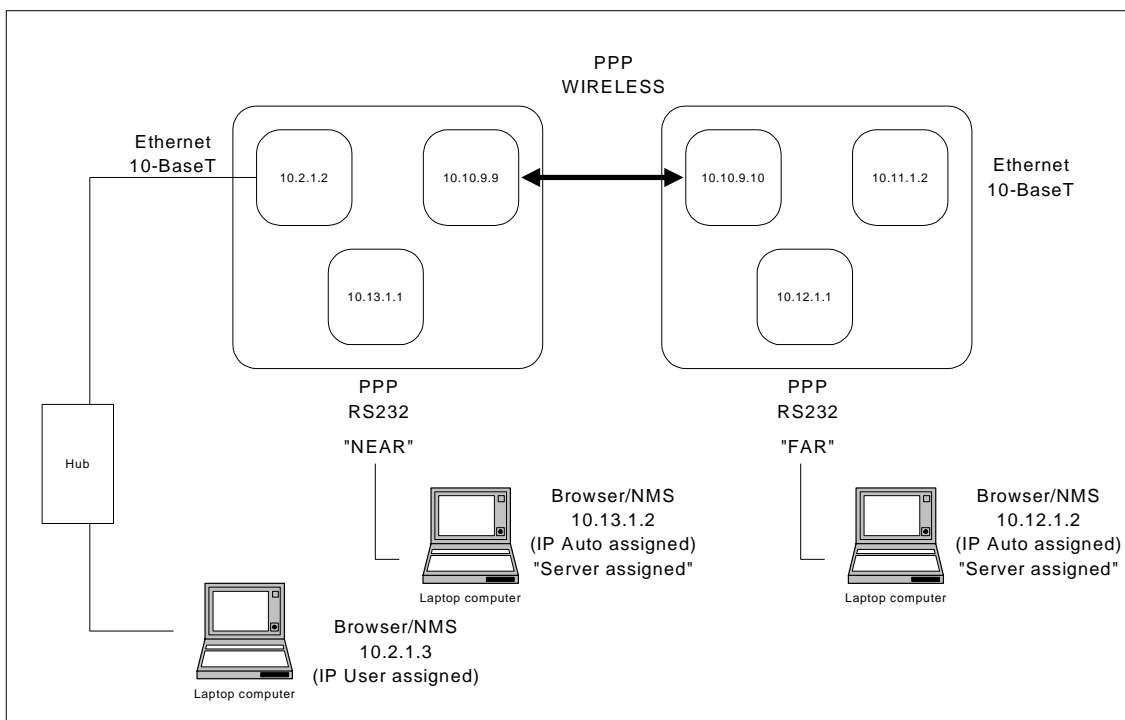 PPP
WIRELESS
Ethernet
10-BaseT
10.2.1.2
10.10.9.9
10.10.9.10
10.11.1.2
Ethernet
10-BaseT
10.13.1.1
10.12.1.1
PPP
RS232
"NEAR"
PPP
RS232
"FAR"
Hub
Browser/NMS
10.13.1.2
(IP Auto assigned)
"Server assigned"
Laptop computer
Browser/NMS
10.12.1.2
(IP Auto assigned)
"Server assigned"
Laptop computer
Browser/NMS
10.2.1.3
(IP User assigned)
Laptop computer